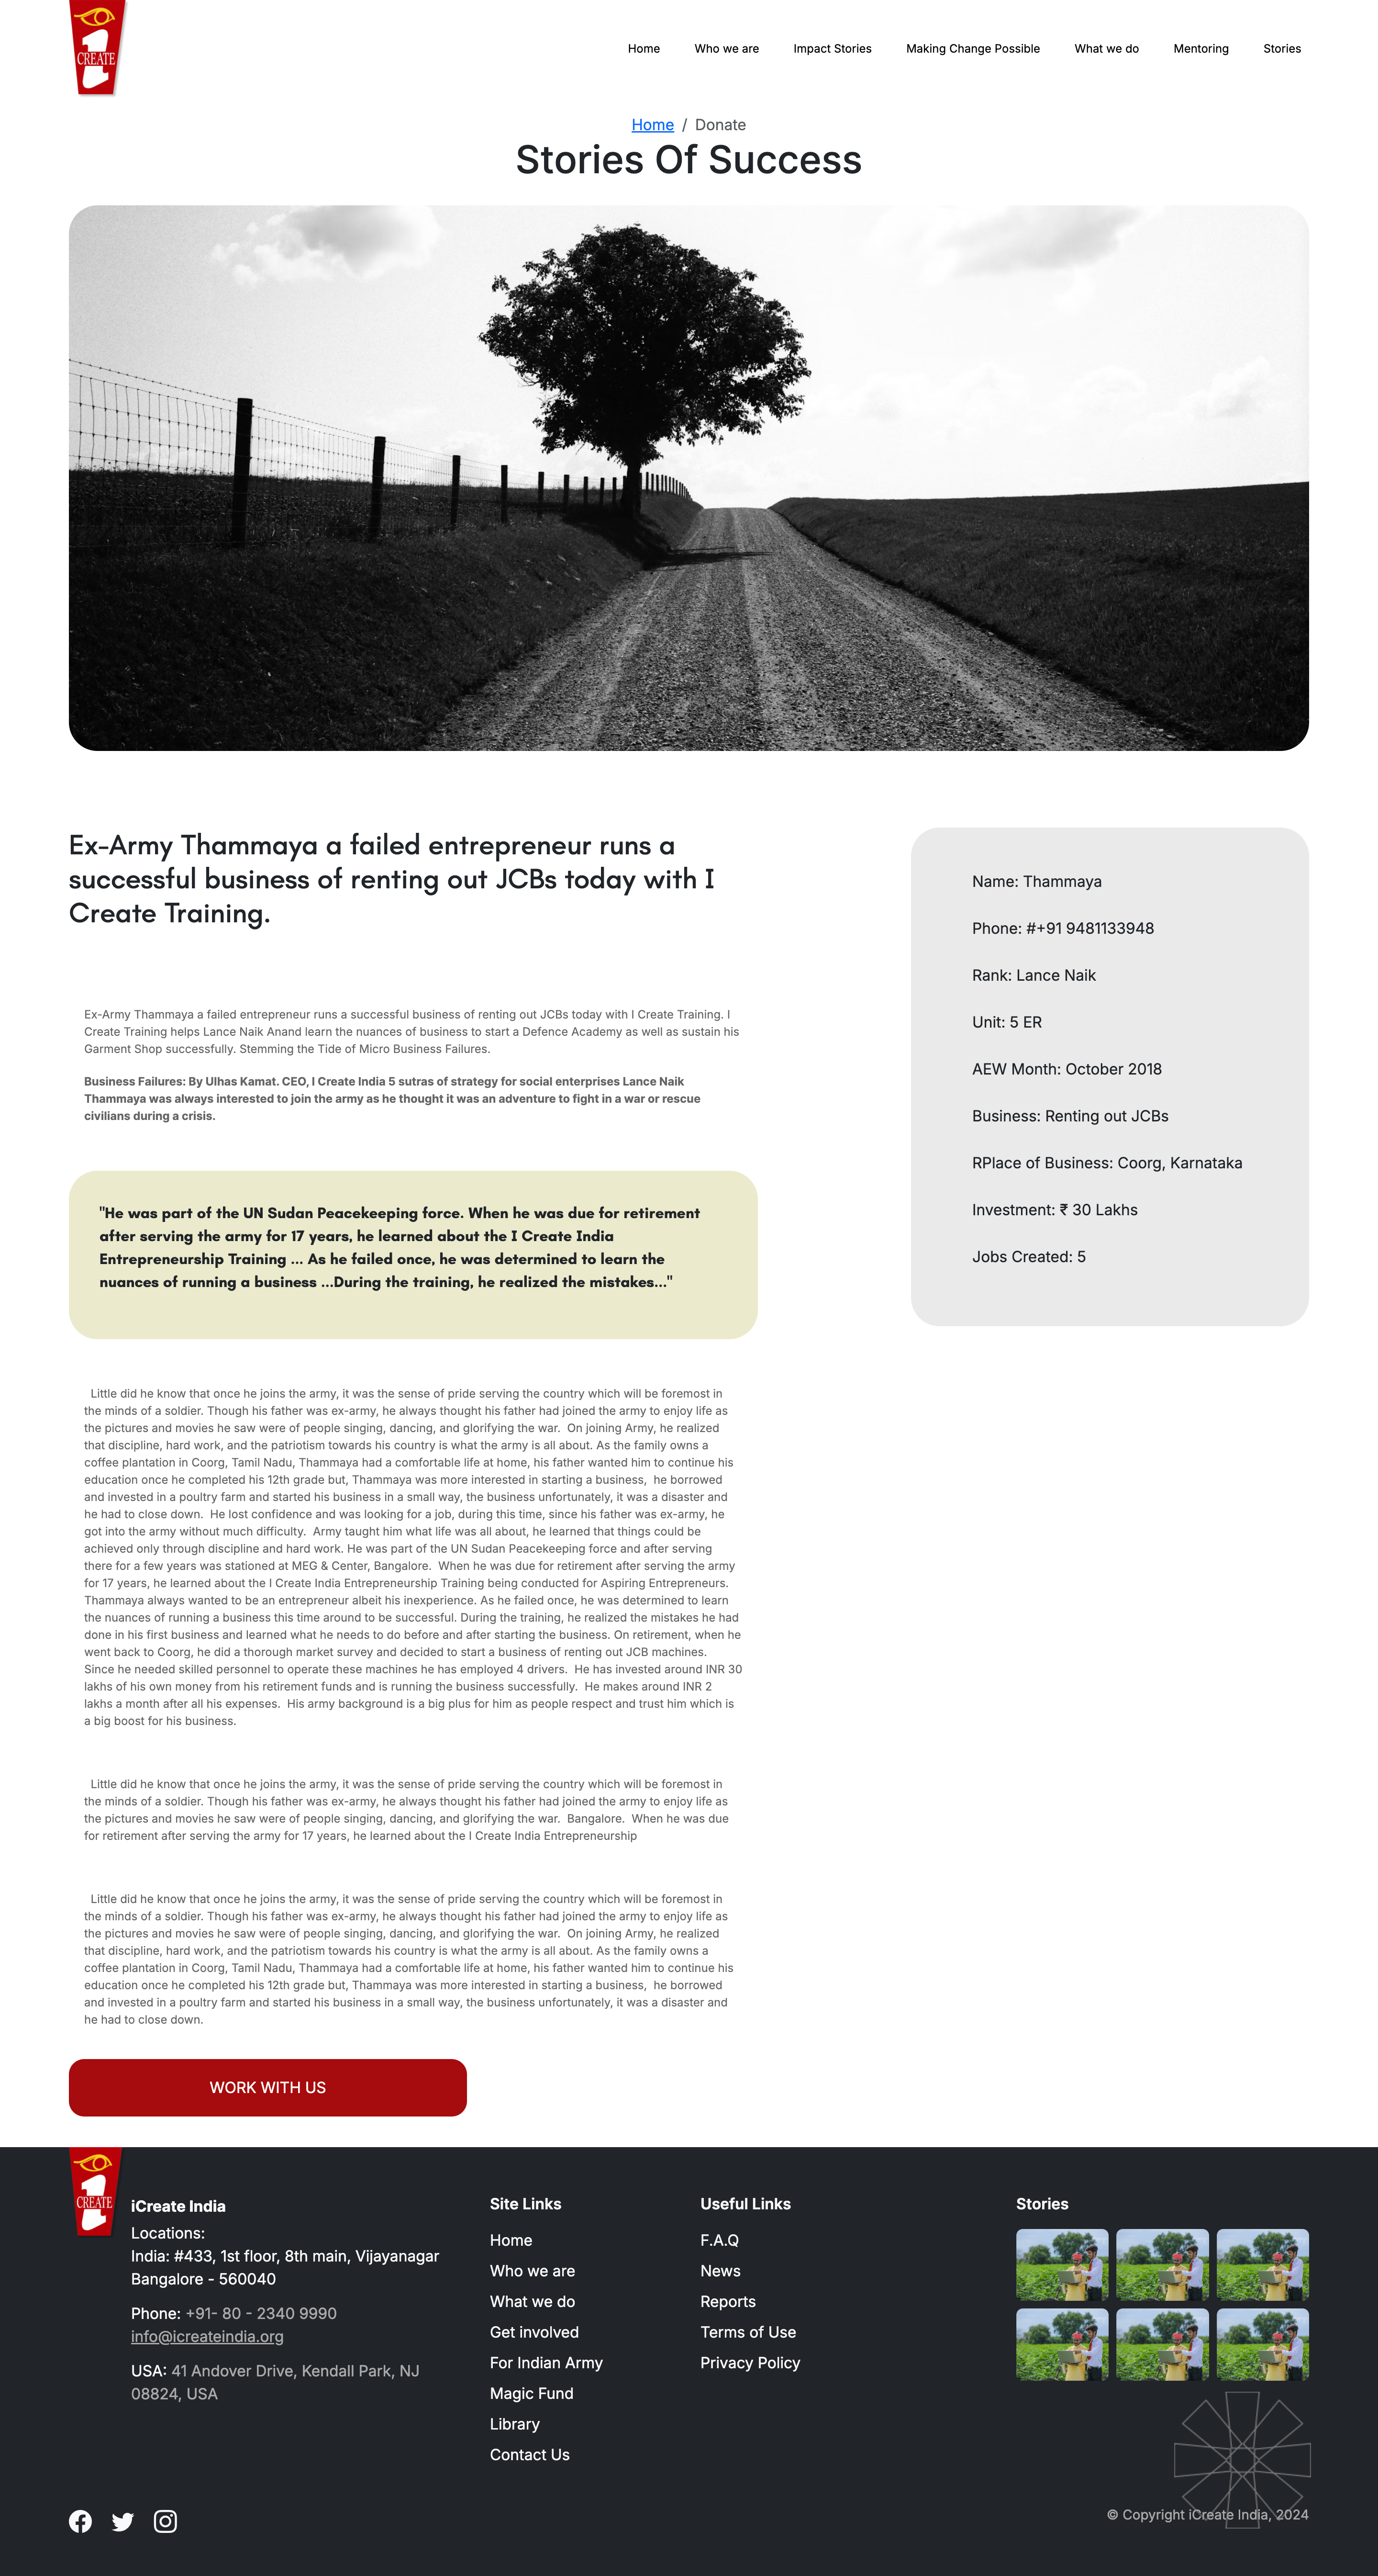 CREATE
Home Who we are Impact Stories Making Change Possible What we do Mentoring Stories
Home / Donate
Stories Of Success
Ex-Army Thammaya a failed entrepreneur runs a
successful business of renting out JCBs today with I
Create Training.
Ex-Army Thammaya a failed entrepreneur runs a successful business of renting out JCBs today with I Create Training. I
Create Training helps Lance Naik Anand learn the nuances of business to start a Defence Academy as well as sustain his
Garment Shop successfully. Stemming the Tide of Micro Business Failures.
Business Failures: By Ulhas Kamat. CEO, I Create India 5 sutras of strategy for social enterprises Lance Naik
Thammaya was always interested to join the army as he thought it was an adventure to fight in a war or rescue
civilians during a crisis.
"He was part of the UN Sudan Peacekeeping force. When he was due for retirement
after serving the army for 17 years, he learned about the I Create India
Entrepreneurship Training ... As he failed once, he was determined to learn the
nuances of running a business ...During the training, he realized the mistakes..."
Little did he know that once he joins the army, it was the sense of pride serving the country which will be foremost in
the minds of a soldier. Though his father was ex-army, he always thought his father had joined the army to enjoy life as
the pictures and movies he saw were of people singing, dancing, and glorifying the war. On joining Army, he realized
that discipline, hard work, and the patriotism towards his country is what the army is all about. As the family owns a
coffee plantation in Coorg, Tamil Nadu, Thammaya had a comfortable life at home, his father wanted him to continue his
education once he completed his 12th grade but, Thammaya was more interested in starting a business, he borrowed
and invested in a poultry farm and started his business in a small way, the business unfortunately, it was a disaster and
he had to close down. He lost confidence and was looking for a job, during this time, since his father was ex-army, he
got into the army without much difficulty. Army taught him what life was all about, he learned that things could be
achieved only through discipline and hard work. He was part of the UN Sudan Peacekeeping force and after serving
there for a few years was stationed at MEG & Center, Bangalore. When he was due for retirement after serving the army
for 17 years, he learned about the I Create India Entrepreneurship Training being conducted for Aspiring Entrepreneurs.
Thammaya always wanted to be an entrepreneur albeit his inexperience. As he failed once, he was determined to learn
the nuances of running a business this time around to be successful. During the training, he realized the mistakes he had
done in his first business and learned what he needs to do before and after starting the business. On retirement, when he
went back to Coorg, he did a thorough market survey and decided to start a business of renting out JCB machines.
Since he needed skilled personnel to operate these machines he has employed 4 drivers. He has invested around INR 30
lakhs of his own money from his retirement funds and is running the business successfully. He makes around INR 2
lakhs a month after all his expenses. His army background is a big plus for him as people respect and trust him which is
a big boost for his business.
Little did he know that once he joins the army, it was the sense of pride serving the country which will be foremost in
the minds of a soldier. Though his father was ex-army, he always thought his father had joined the army to enjoy life as
the pictures and movies he saw were of people singing, dancing, and glorifying the war. Bangalore. When he was due
for retirement after serving the army for 17 years, he learned about the I Create India Entrepreneurship
Little did he know that once he joins the army, it was the sense of pride serving the country which will be foremost in
the minds of a soldier. Though his father was ex-army, he always thought his father had joined the army to enjoy life as
the pictures and movies he saw were of people singing, dancing, and glorifying the war. On joining Army, he realized
that discipline, hard work, and the patriotism towards his country is what the army is all about. As the family owns a
coffee plantation in Coorg, Tamil Nadu, Thammaya had a comfortable life at home, his father wanted him to continue his
education once he completed his 12th grade but, Thammaya was more interested in starting a business, he borrowed
and invested in a poultry farm and started his business in a small way, the business unfortunately, it was a disaster and
he had to close down.
WORK WITH US
Name: Thammaya
Phone: #+91 9481133948
Rank: Lance Naik
Unit: 5 ER
AEW Month: October 2018
Business: Renting out JCBs
RPlace of Business: Coorg, Karnataka
Investment: ₹ 30 Lakhs
Jobs Created: 5
CREATE
iCreate India
Locations:
India: #433, 1st floor, 8th main, Vijayanagar
Bangalore - 560040
Phone: +91- 80 - 2340 9990
info@icreateindia.org
USA: 41 Andover Drive, Kendall Park, NJ
08824, USA
Site Links
Home
Who we are
What we do
Get involved
For Indian Army
Magic Fund
Library
Contact Us
Useful Links
F.A.Q
News
Reports
Terms of Use
Privacy Policy
Stories
© Copyright iCreate India, 2024